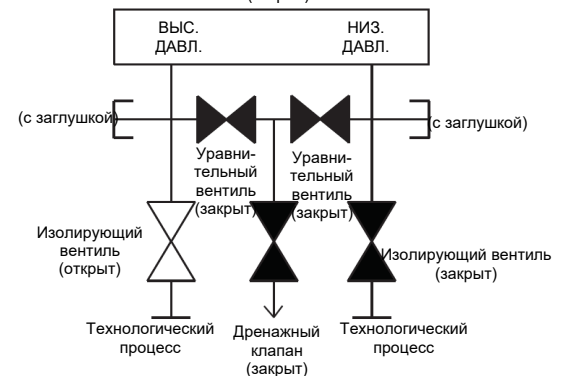 ВЫС.
ДАВЛ.
НИЗ.
ДАВЛ.
(с заглушкой)
(с заглушкой)
Уравни-
тельный
вентиль
(закрыт)
Уравни-
тельный
вентиль
(закрыт)
Изолирующий
вентиль
(открыт)
Изолирующий вентиль
(закрыт)
Технологический
процесс
Дренажный
клапан
(закрыт)
Технологический
процесс